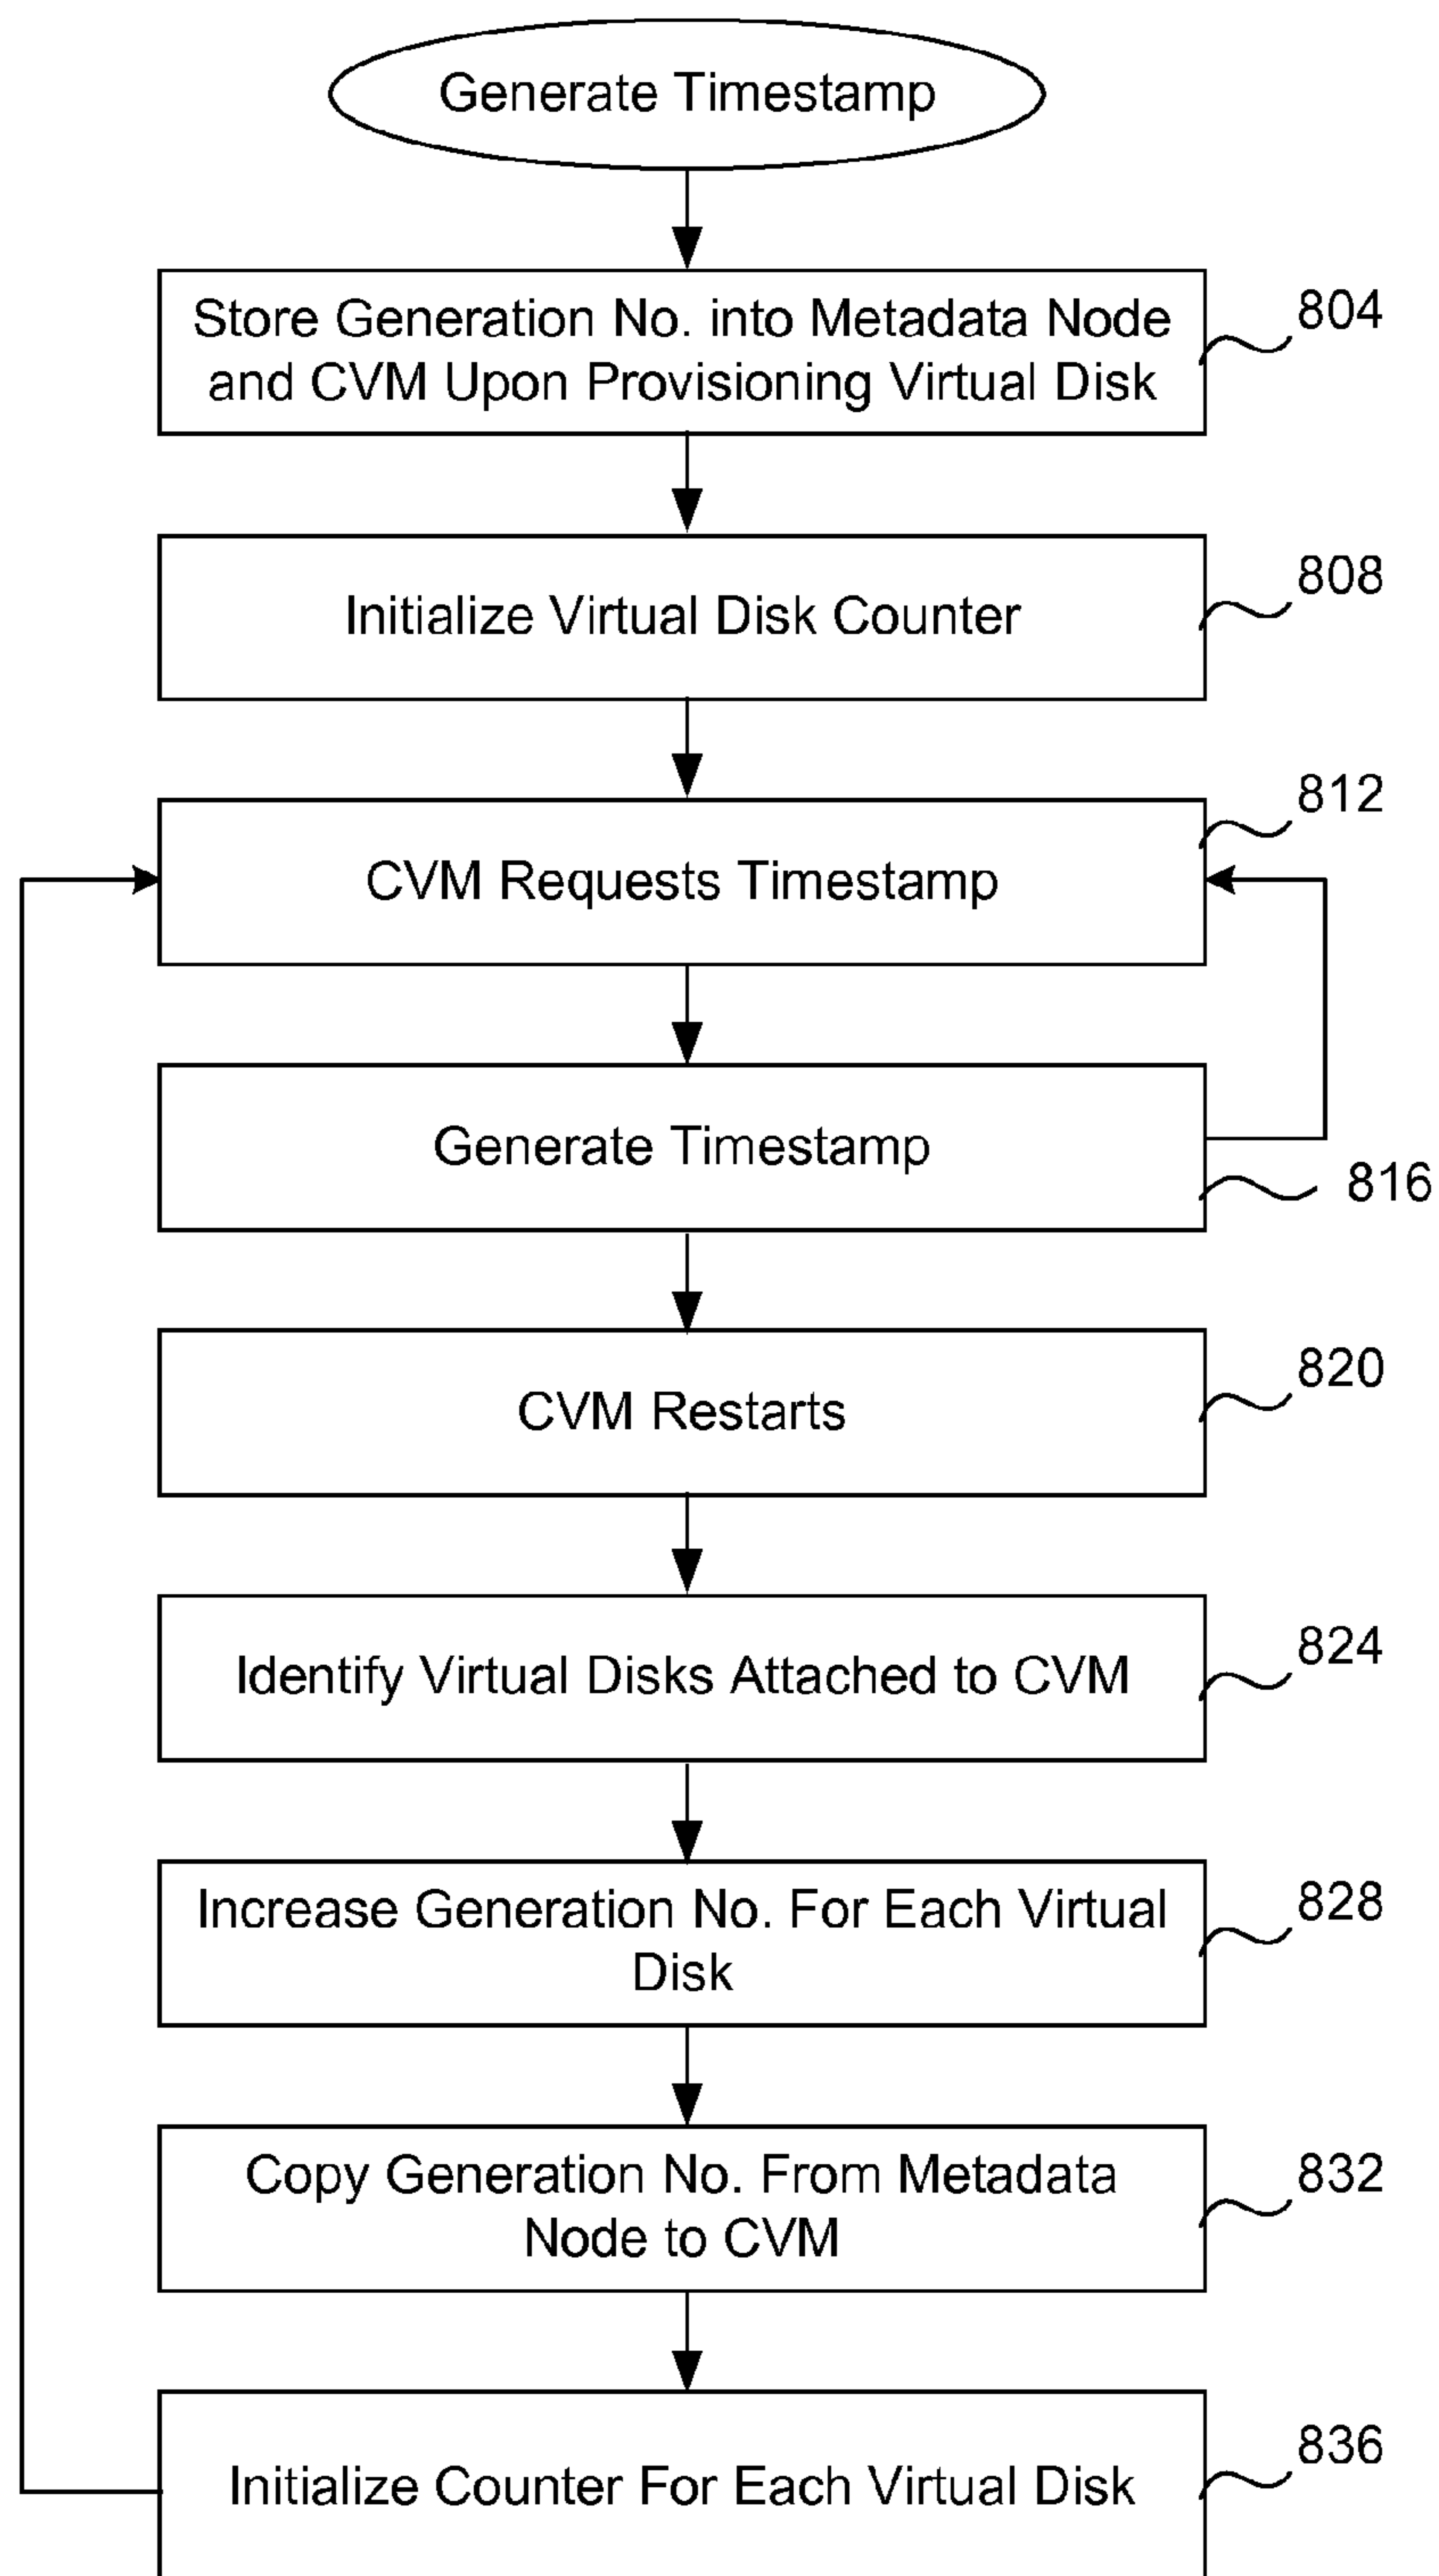 Generate Timestamp
Store Generation No. into Metadata Node
and CVM Upon Provisioning Virtual Disk
804
Initialize Virtual Disk Counter
808
CVM Requests Timestamp
812
Generate Timestamp
816
CVM Restarts
820
Identify Virtual Disks Attached to CVM
824
Increase Generation No. For Each Virtual
Disk
828
Copy Generation No. From Metadata
Node to CVM
832
Initialize Counter For Each Virtual Disk
836